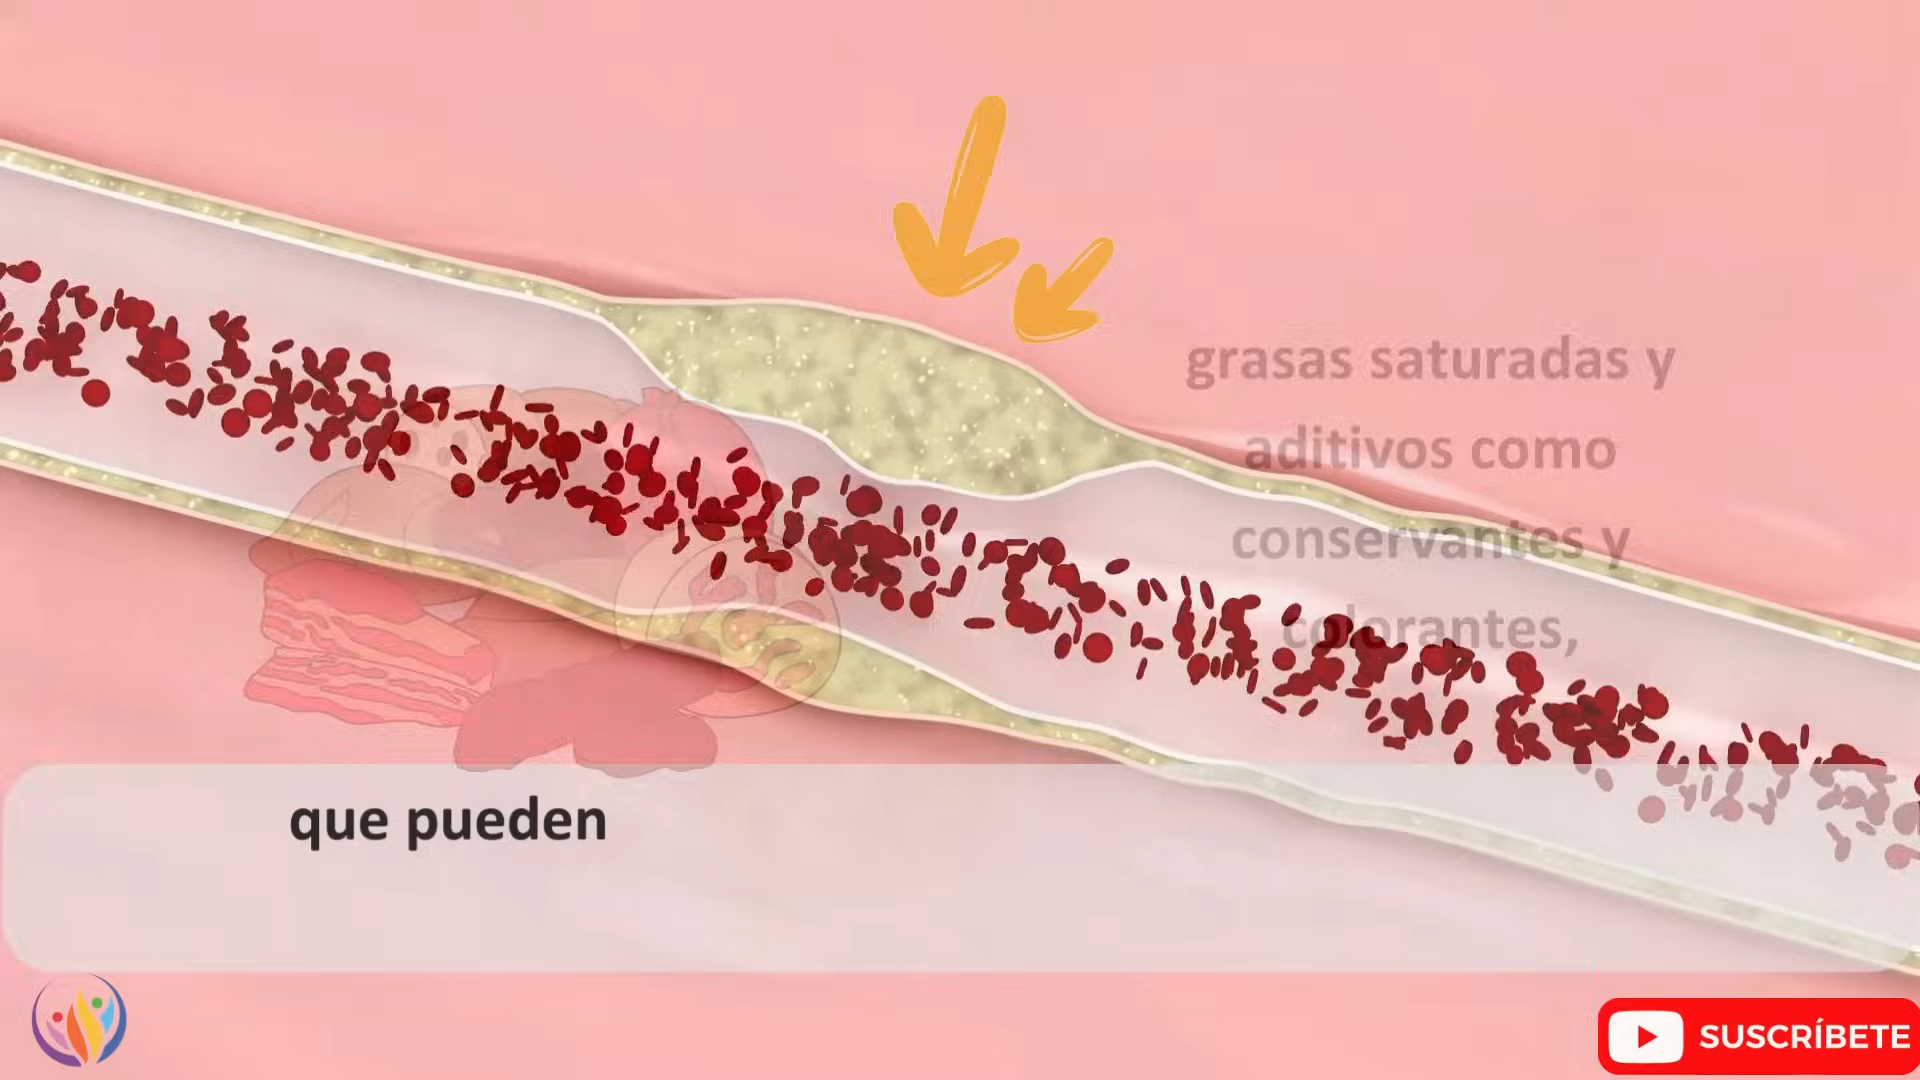 grasas saturadas y
aditivos como
conservantes y
colorantes,
que pueden
SUSCRÍBETE